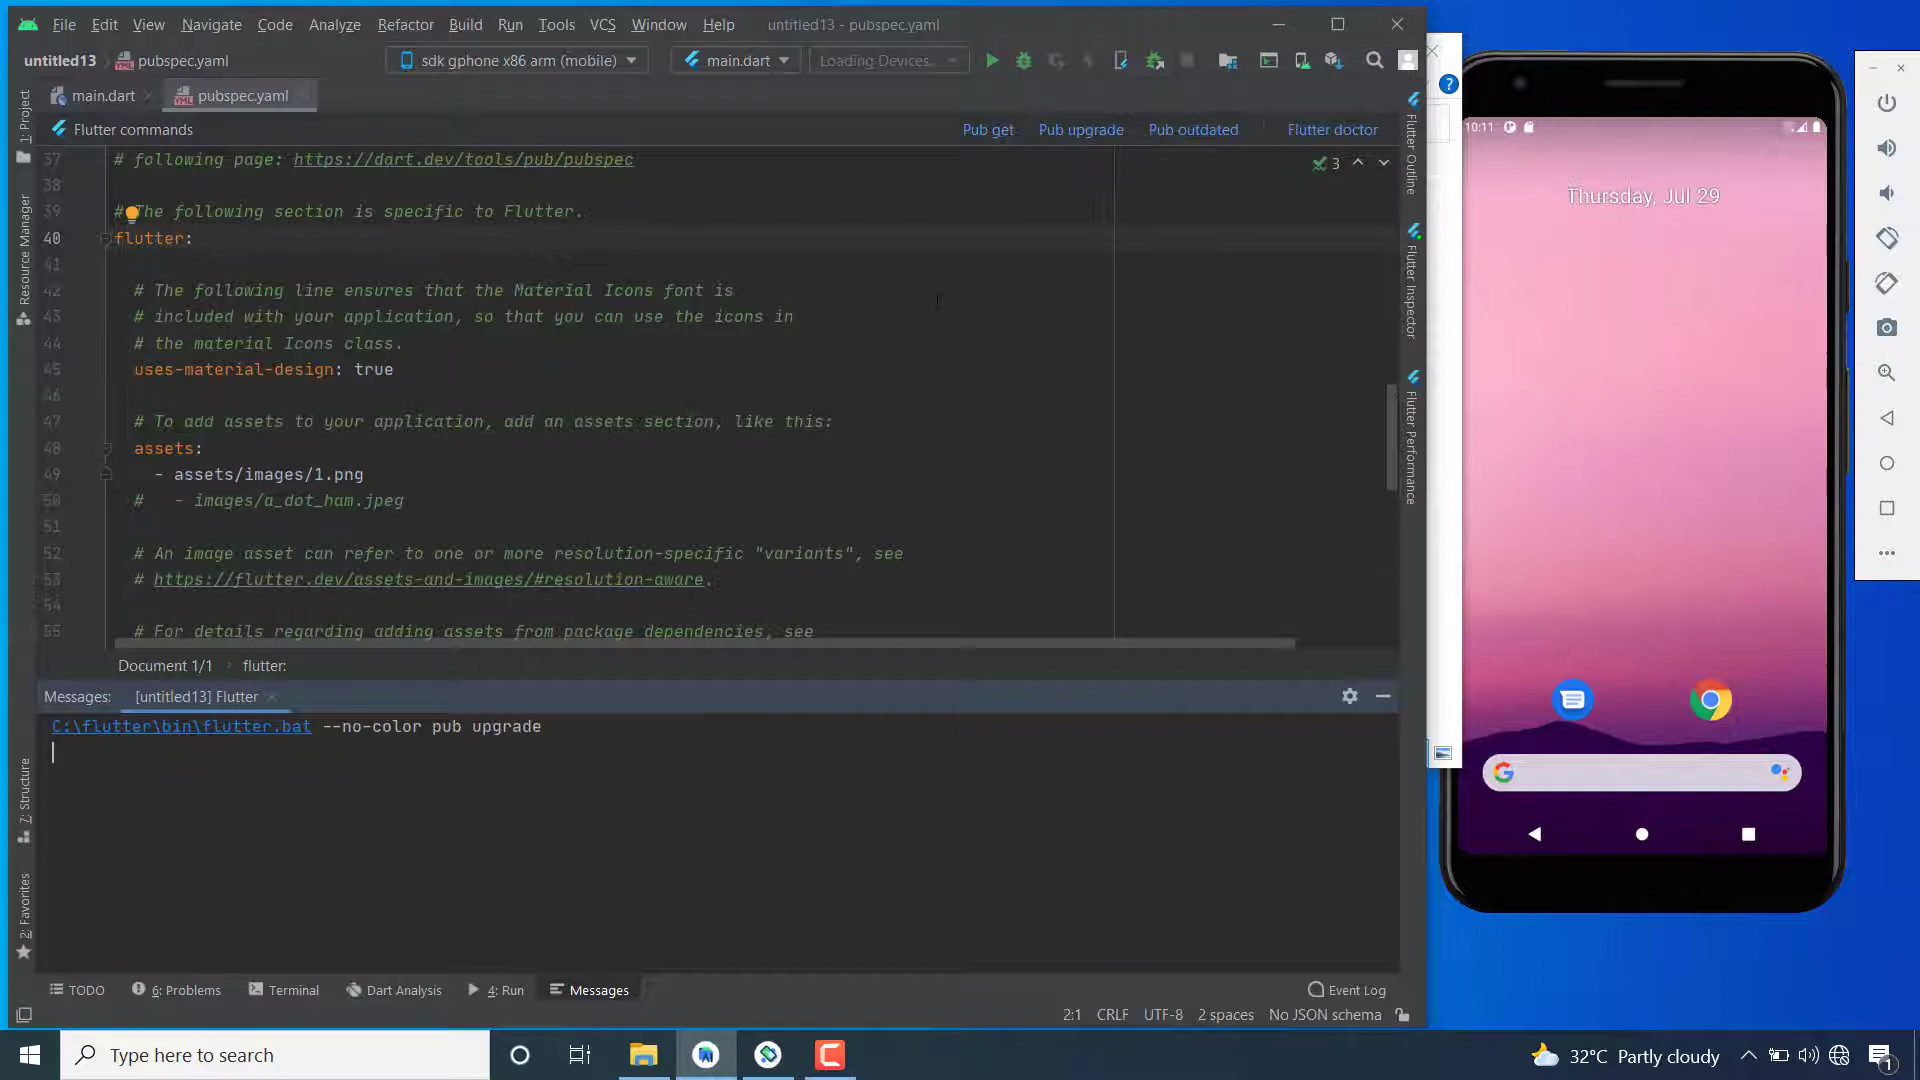 File Edit View Navigate Code Analyze Refactor Build Run Tools VCS Window Help untitled13 - pubspec.yaml
untitled13 pubspec.yaml sdk gphone x86 arm (mobile) main.dart Loading Devices...
main.dart pubspec.yaml
Flutter commands Pub get Pub upgrade Pub outdated Flutter doctor
37 # following page: https://dart.dev/tools/pub/pubspec
3
38
39 # The following section is specific to Flutter.
40 flutter:
41
42 # The following line ensures that the Material Icons font is
43 # included with your application, so that you can use the icons in
44 # the material Icons class.
45 uses-material-design: true
46
47 # To add assets to your application, add an assets section, like this:
48 assets:
49 - assets/images/1.png
50 # - images/a_dot_ham.jpeg
51
52 # An image asset can refer to one or more resolution-specific "variants", see
53 # https://flutter.dev/assets-and-images/#resolution-aware.
54
55 # For details regarding adding assets from package dependencies, see
Document 1/1 flutter:
Messages: [untitled13] Flutter
C:\flutter\bin\flutter.bat --no-color pub upgrade
1: Project
Resource Manager
7: Structure
2: Favorites
Flutter Outline
Flutter Inspector
Flutter Performance
TODO 6: Problems Terminal Dart Analysis 4: Run Messages Event Log
2:1 CRLF UTF-8 2 spaces No JSON schema
10:11
Thursday, Jul 29
Type here to search
32°C Partly cloudy
1